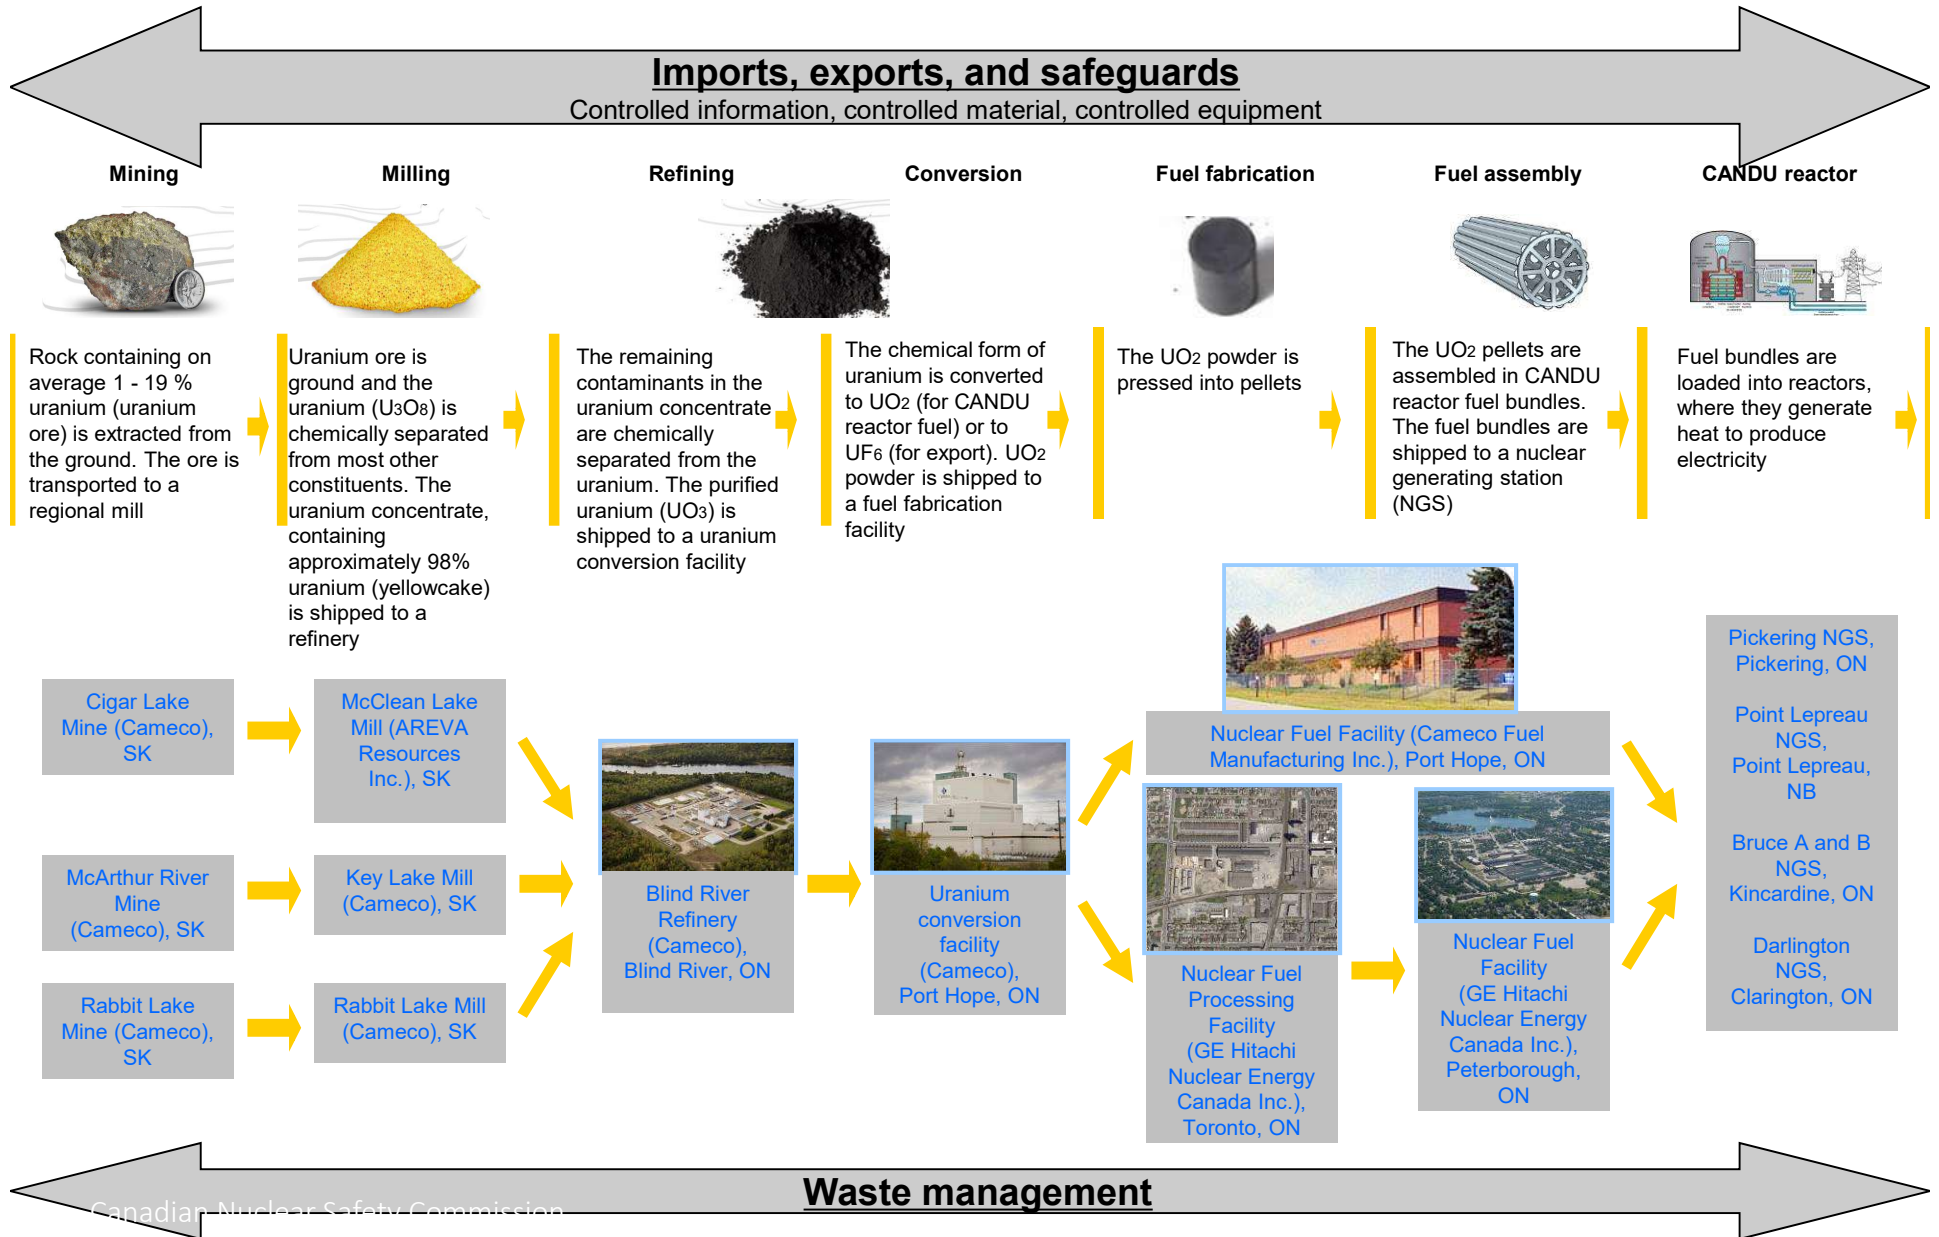 Imports, exports, and safeguards
Controlled information, controlled material, controlled equipment
Mining
Milling
Refining
Conversion
Fuel fabrication
Fuel assembly
CANDU reactor
Rock containing on
average 1 - 19 %
uranium (uranium
ore) is extracted from
the ground. The ore is
transported to a
regional mill
Uranium ore is
ground and the
uranium (U3O8) is
chemically separated
from most other
constituents. The
uranium concentrate,
containing
approximately 98%
uranium (yellowcake)
is shipped to a
refinery
The remaining
contaminants in the
uranium concentrate
are chemically
separated from the
uranium. The purified
uranium (UO3) is
shipped to a uranium
conversion facility
The chemical form of
uranium is converted
to UO2 (for CANDU
reactor fuel) or to
UF6 (for export). UO2
powder is shipped to
a fuel fabrication
facility
The UO2 powder is
pressed into pellets
The UO2 pellets are
assembled in CANDU
reactor fuel bundles.
The fuel bundles are
shipped to a nuclear
generating station
(NGS)
Fuel bundles are
loaded into reactors,
where they generate
heat to produce
electricity
Cigar Lake
Mine (Cameco),
SK
McClean Lake
Mill (AREVA
Resources
Inc.), SK
McArthur River
Mine
(Cameco), SK
Key Lake Mill
(Cameco), SK
Rabbit Lake
Mine (Cameco),
SK
Rabbit Lake Mill
(Cameco), SK
Blind River
Refinery
(Cameco),
Blind River, ON
Uranium
conversion
facility
(Cameco),
Port Hope, ON
Nuclear Fuel Facility (Cameco Fuel
Manufacturing Inc.), Port Hope, ON
Nuclear Fuel
Processing
Facility
(GE Hitachi
Nuclear Energy
Canada Inc.),
Toronto, ON
Nuclear Fuel
Facility
(GE Hitachi
Nuclear Energy
Canada Inc.),
Peterborough,
ON
Pickering NGS,
Pickering, ON
Point Lepreau
NGS,
Point Lepreau,
NB
Bruce A and B
NGS,
Kincardine, ON
Darlington
NGS,
Clarington, ON
Waste management
Canadian Nuclear Safety Commission